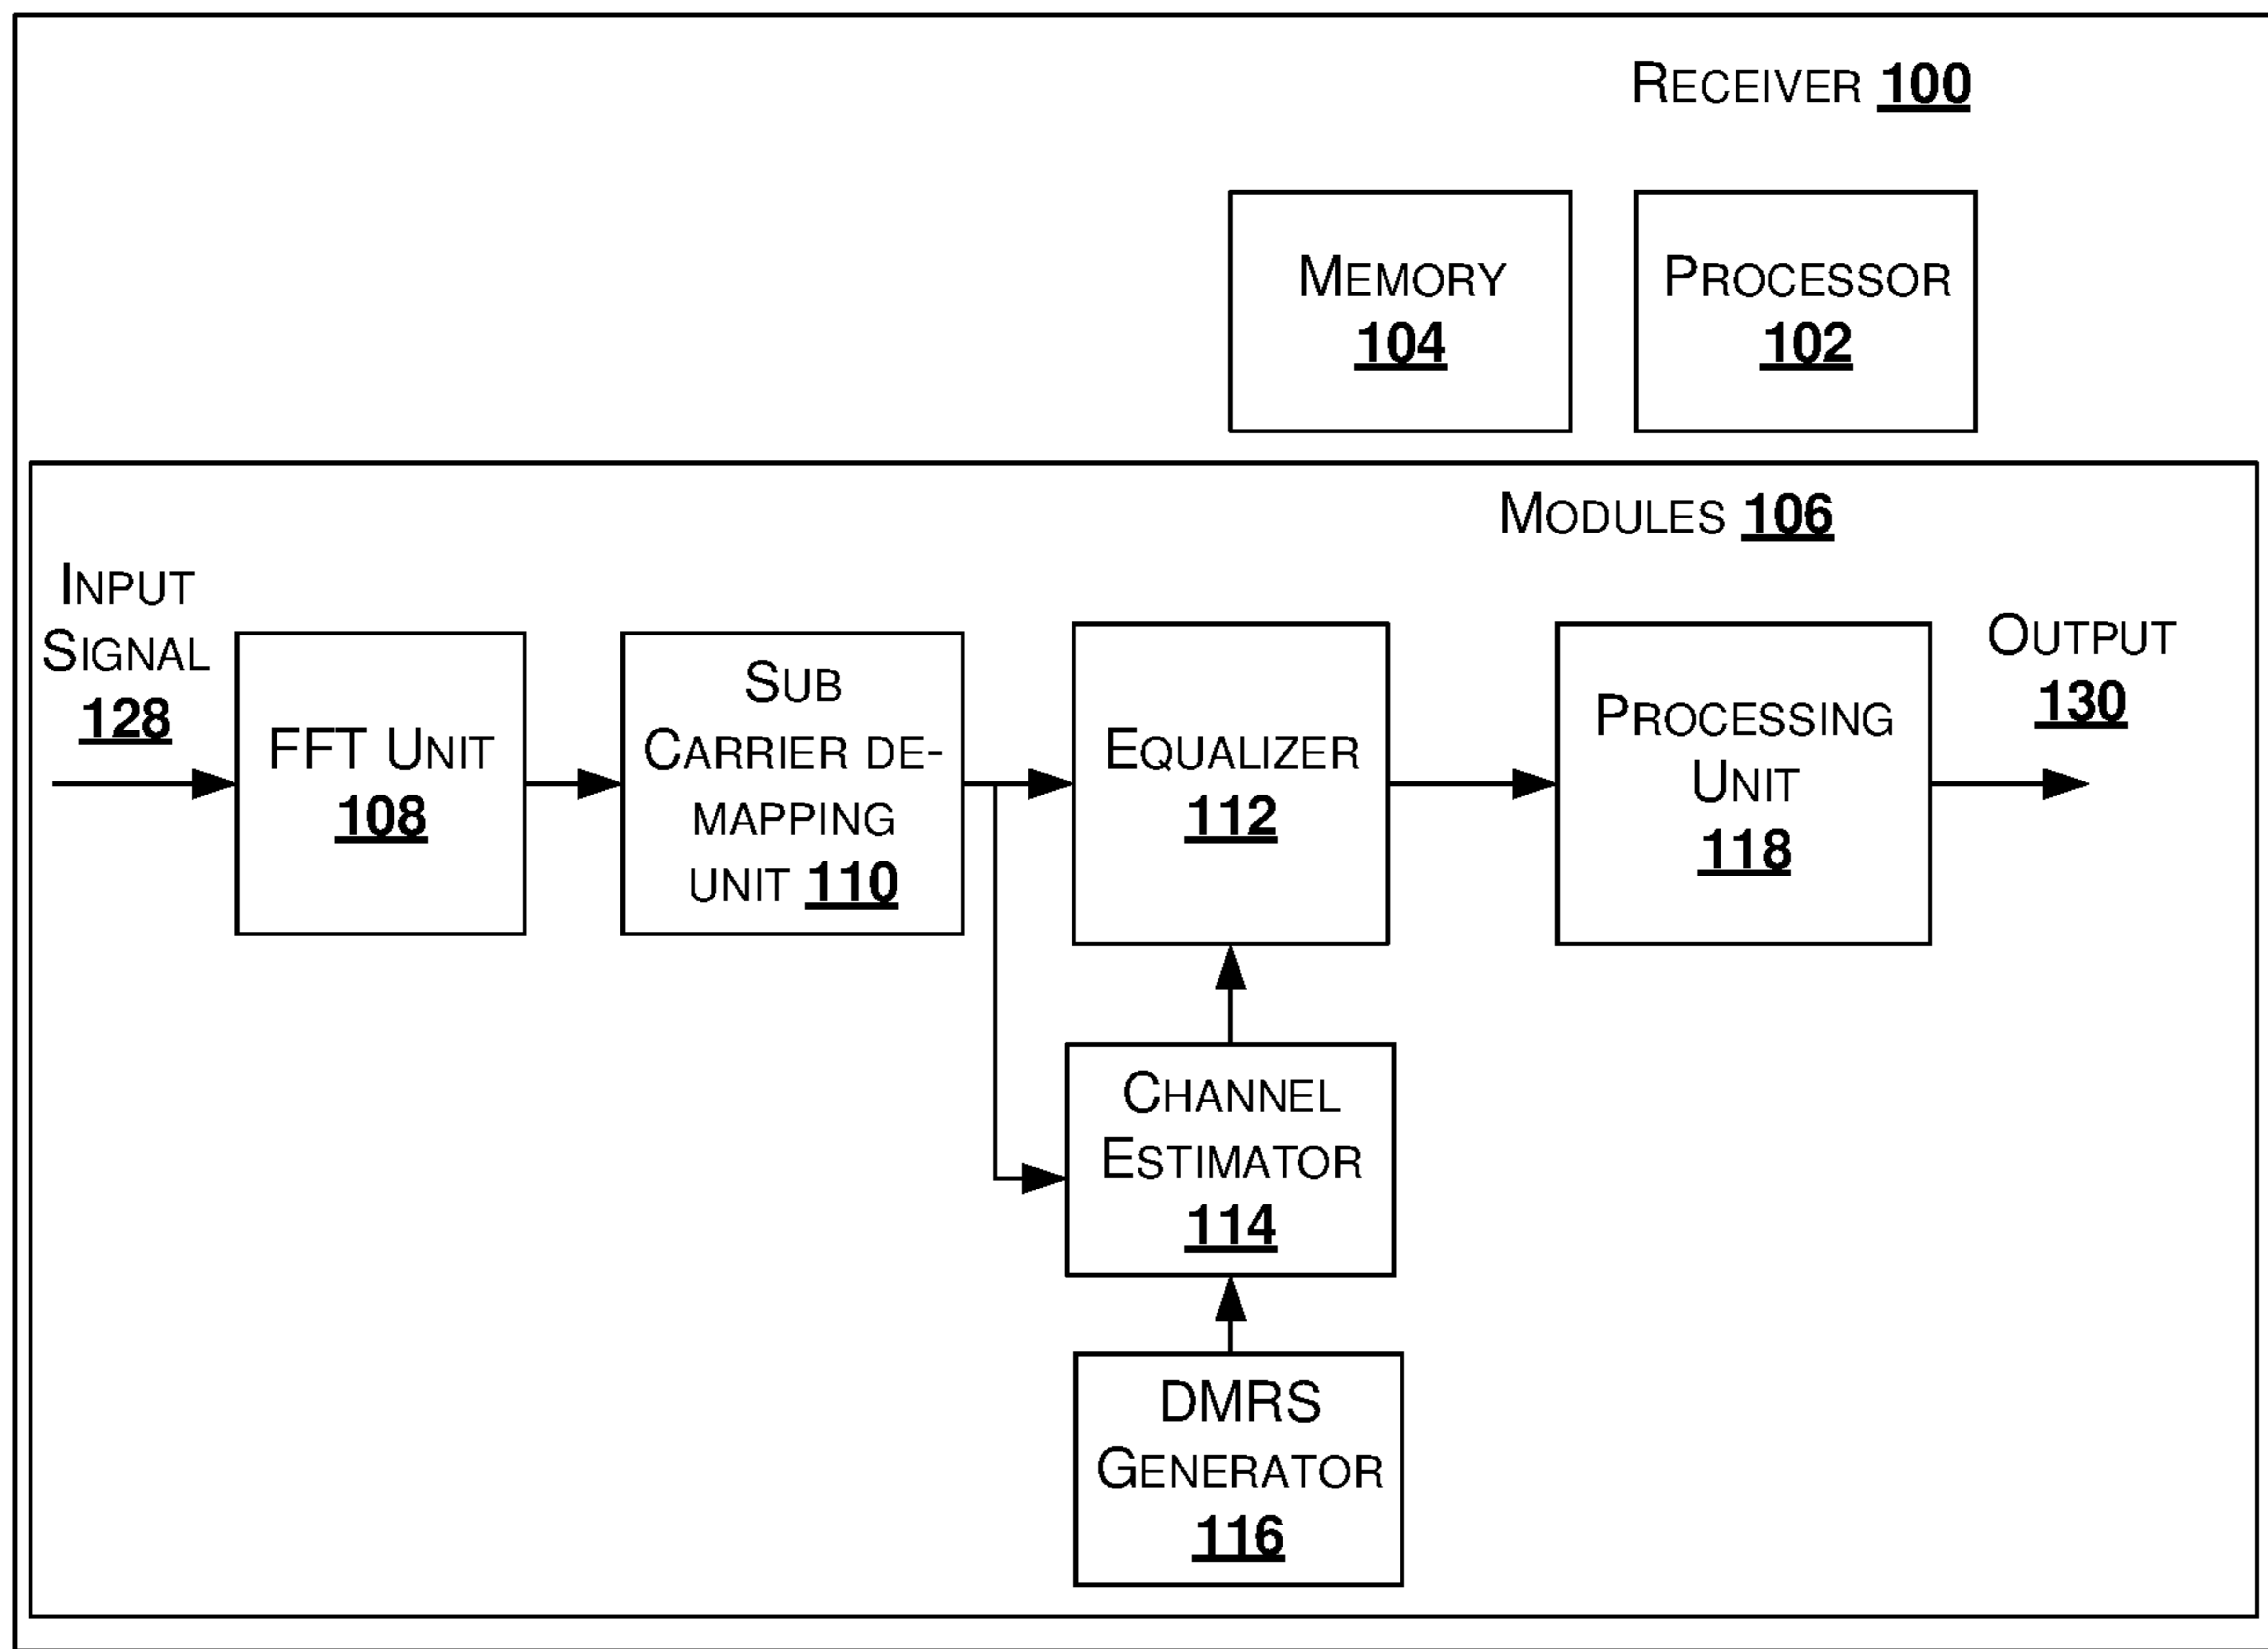 Receiver 100
Memory
104
Processor
102
Modules 106
Input
Signal
128
FFT Unit
108
Sub
Carrier de-
mapping
unit 110
Equalizer
112
Processing
Unit
118
Output
130
Channel
Estimator
114
DMRS
Generator
116